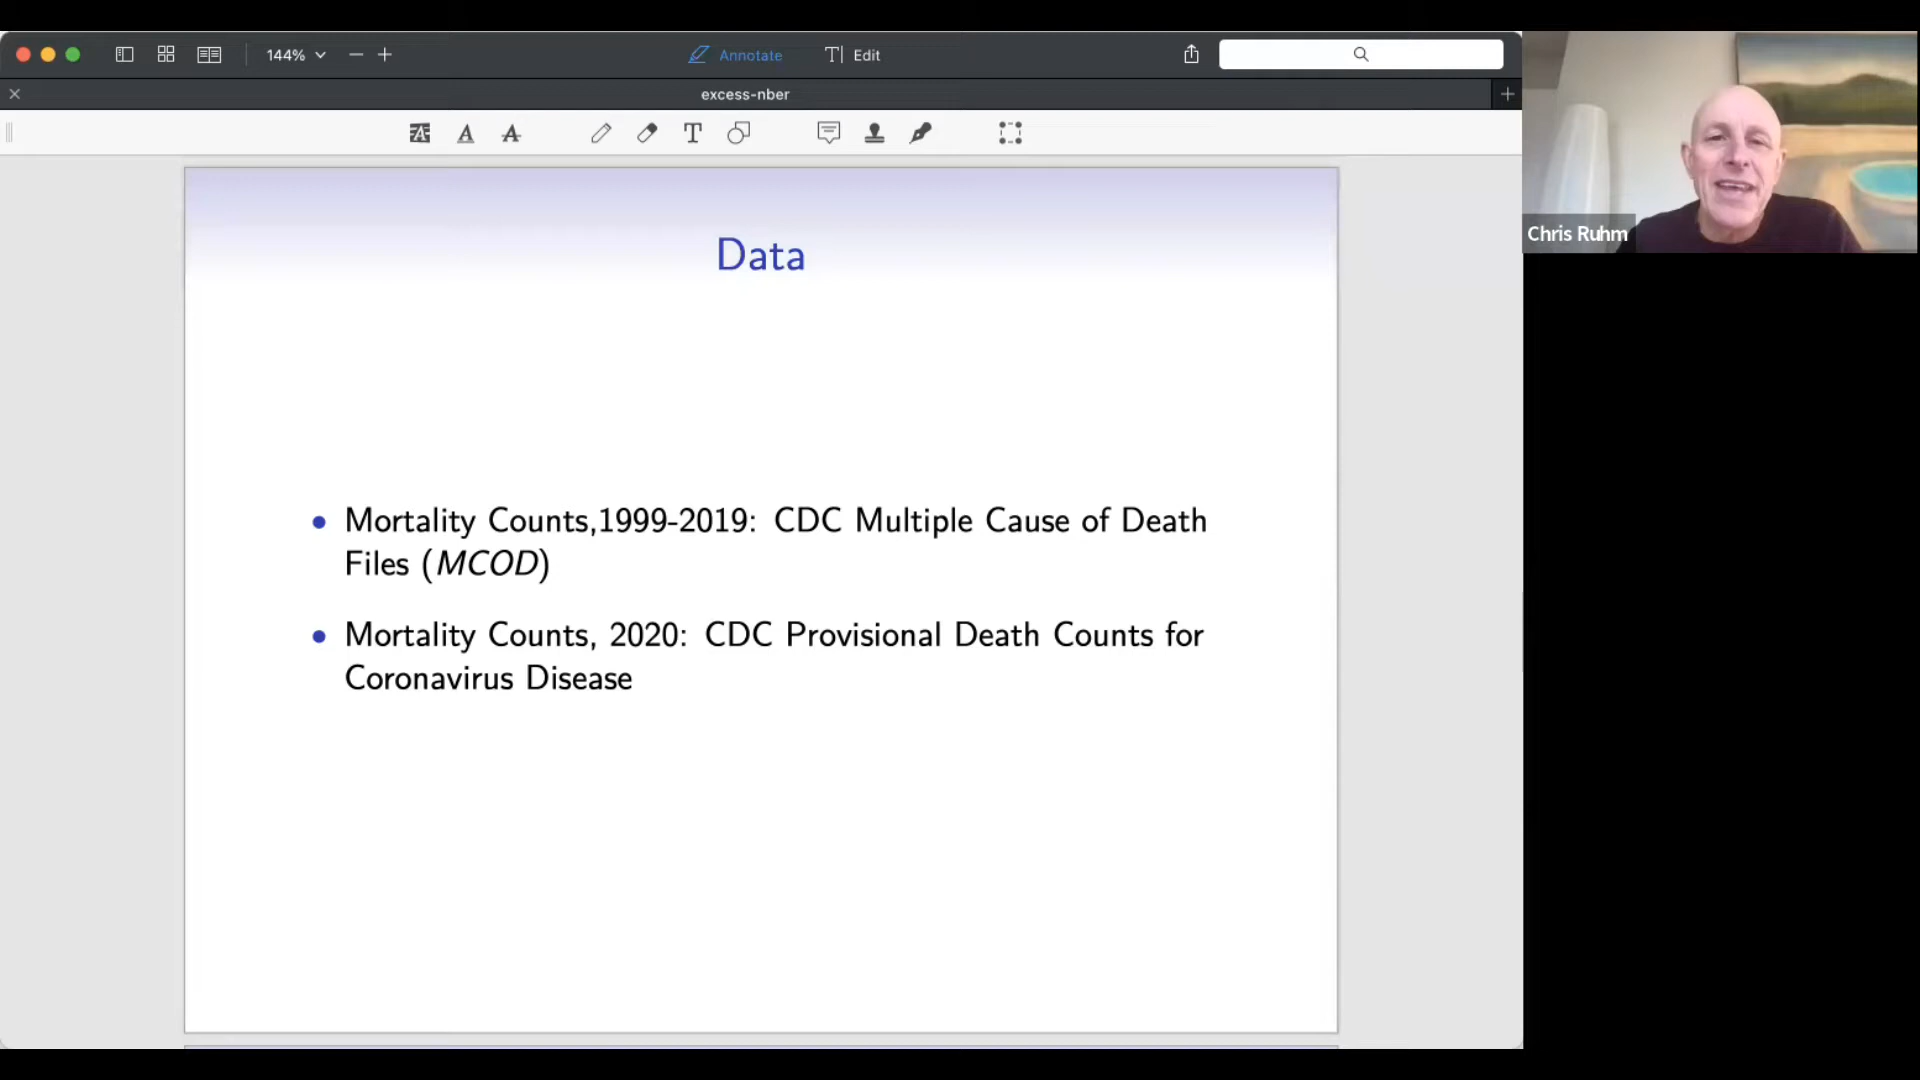 144%
Annotate
Edit
excess-nber
Chris Ruhm
Data
Mortality Counts,1999-2019: CDC Multiple Cause of Death
Files (MCOD)
Mortality Counts, 2020: CDC Provisional Death Counts for
Coronavirus Disease